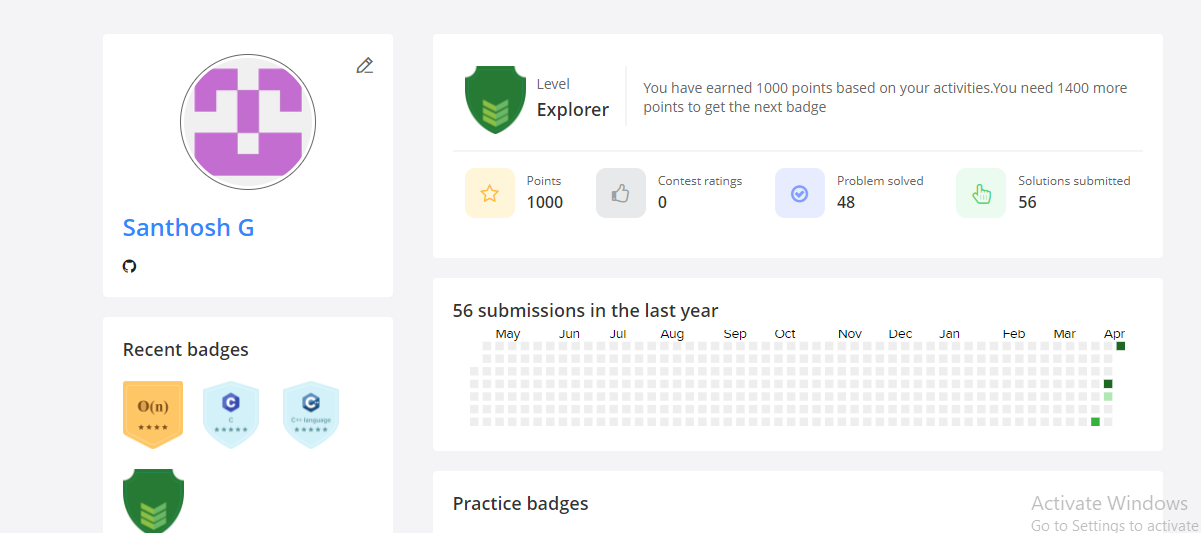 Santhosh G
Recent badges
O(n)
C
C++ language
Level
Explorer
You have earned 1000 points based on your activities.You need 1400 more
points to get the next badge
Points
1000
Contest ratings
0
Problem solved
48
Solutions submitted
56
56 submissions in the last year
May Jun Jul Aug Sep Oct Nov Dec Jan Feb Mar Apr
Practice badges
Activate Windows
Go to Settings to activate